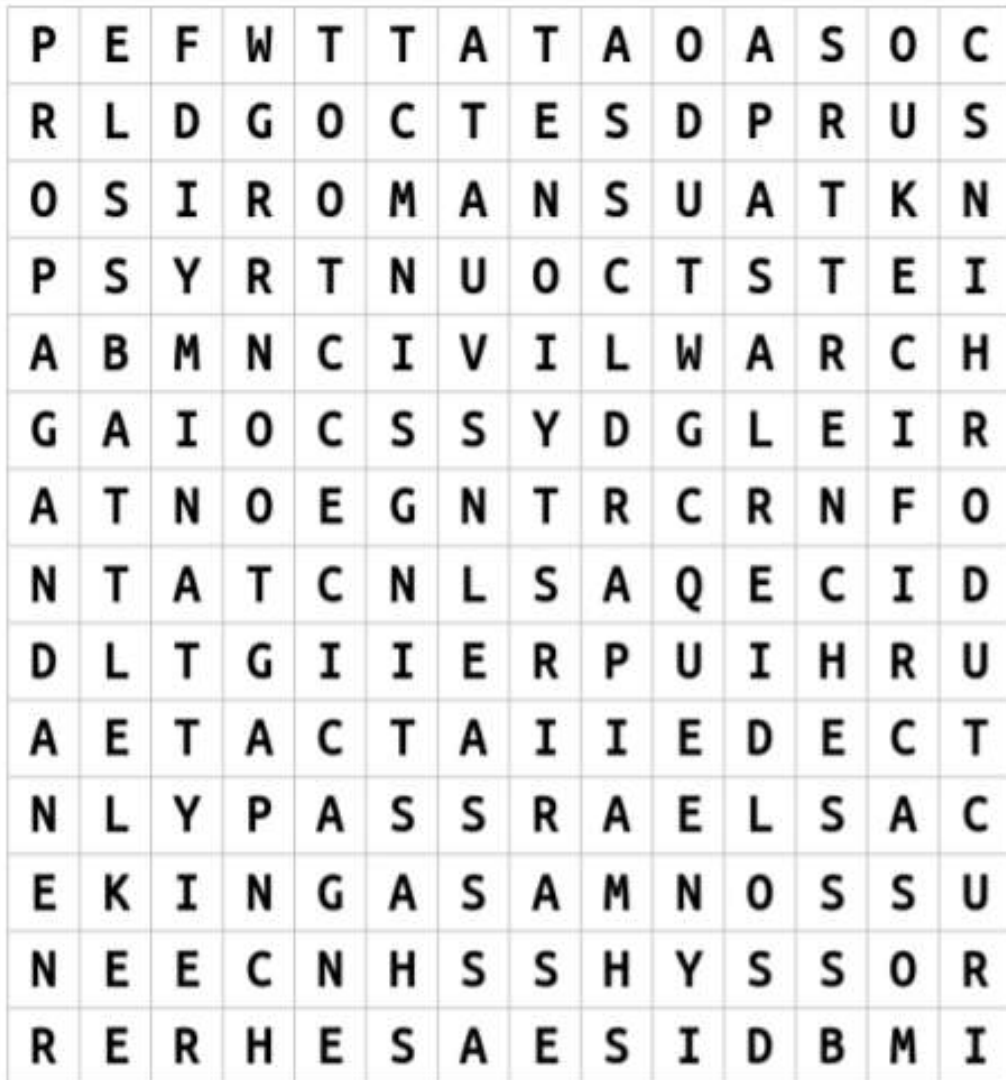 P E F W T T A T A O A S O C
R L D G O C T E S D P R U S
O S I R O M A N S U A T K N
P S Y R T N U O C T S T E I
A B M N C I V I L W A R C H
G A I O C S S Y D G L E I R
A T N O E G N T R C R N F O
N T A T C N L S A Q E C I D
D L T G I I E R P U I H R U
A E T A C T A I I E D E C T
N L Y P A S S R A E L S A C
E K I N G A S A M N O S S U
N E E C N H S S H Y S S O R
R E R H E S A E S I D B M I